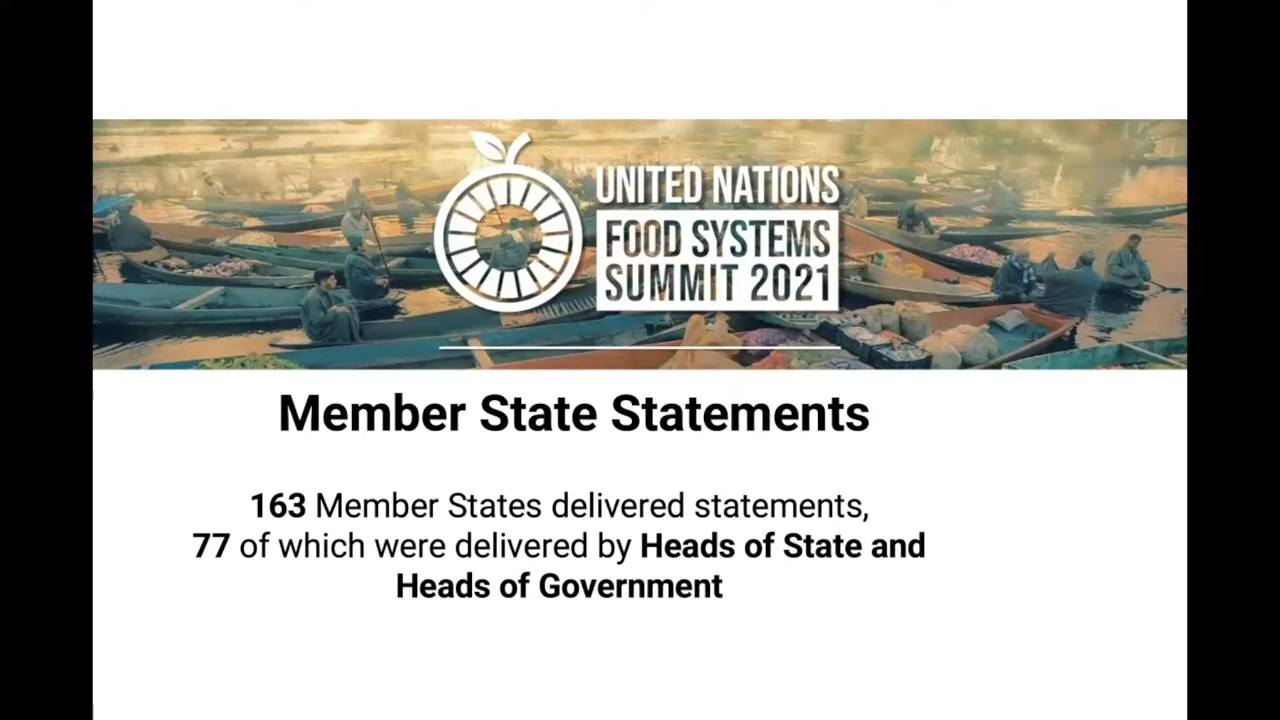 UNITED NATIONS
FOOD SYSTEMS
SUMMIT 2021
Member State Statements
163 Member States delivered statements,
77 of which were delivered by Heads of State and
Heads of Government